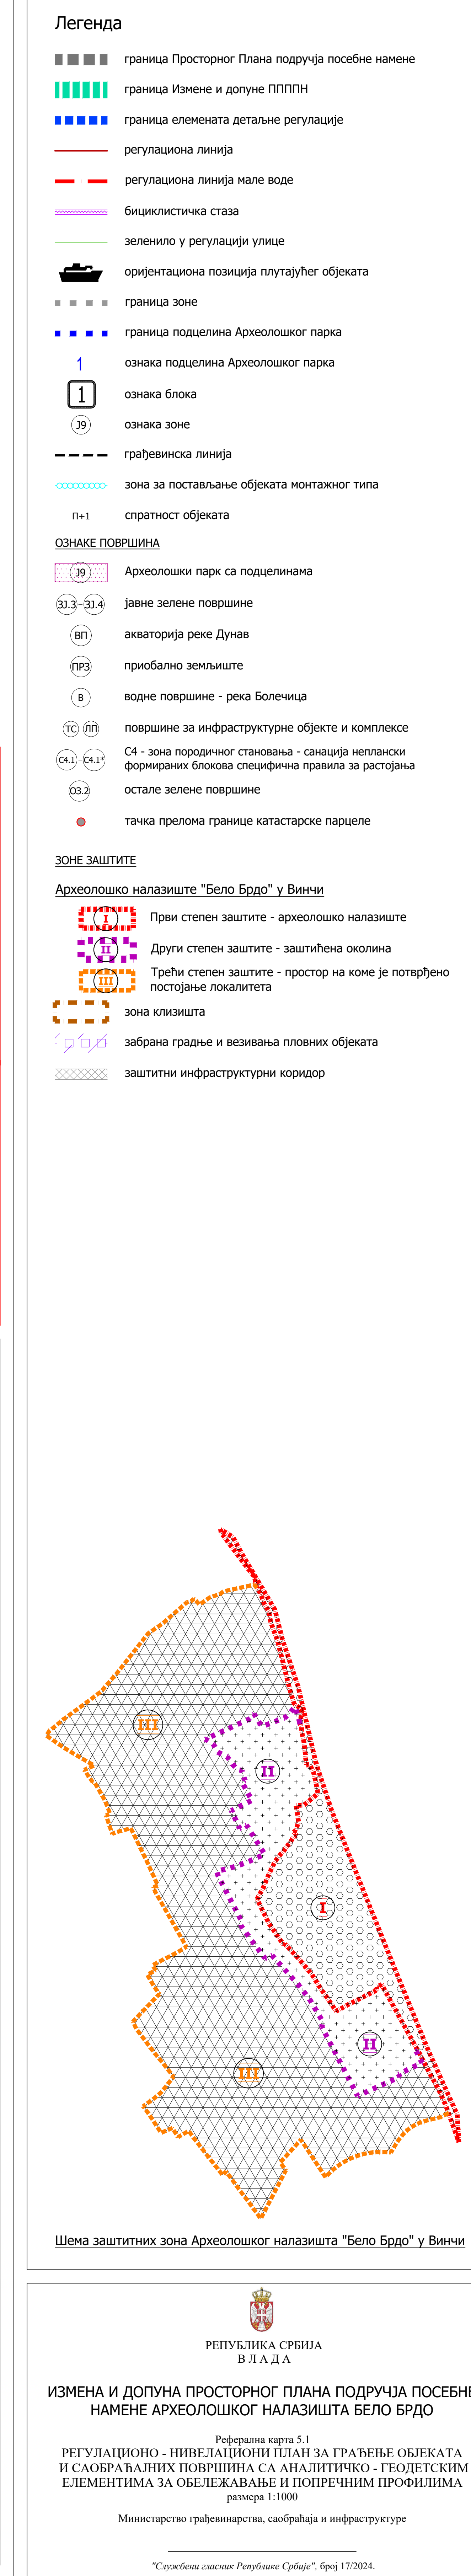 Легенда
граница Просторног Плана подручја посебне намене
граница Измене и допуне ПППН
граница елемената детаљне регулације
регулациона линија
регулациона линија мале воде
бициклистичка стаза
зеленило у регулацији улице
оријентациона позиција плутајућег објеката
граница зоне
граница подцелина Археолошког парка
1 ознака подцелина Археолошког парка
1 ознака блока
Ј9 ознака зоне
грађевинска линија
зона за постављање објеката монтажног типа
П+1 спратност објеката
ОЗНАКЕ ПОВРШИНА
Ј9 Археолошки парк са подцелинама
ЗЈ.3 - ЗЈ.4 јавне зелене површине
ВП акваторија реке Дунав
ПРЗ приобално земљиште
В водне површине - река Болечица
ТС ЛП површине за инфраструктурне објекте и комплексе
С4.1 - С4.1* С4 - зона породичног становања - санација неплански
формираних блокова специфична правила за растојања
ОЗ.2 остале зелене површине
тачка прелома границе катастарске парцеле
ЗОНЕ ЗАШТИТЕ
Археолошко налазиште "Бело Брдо" у Винчи
I Први степен заштите - археолошко налазиште
II Други степен заштите - заштићена околина
III Трећи степен заштите - простор на коме је потврђено
постојање локалитета
зона клизишта
забрана градње и везивања пловних објеката
заштитни инфраструктурни коридор
III
II
I
II
III
Шема заштитних зона Археолошког налазишта "Бело Брдо" у Винчи
РЕПУБЛИКА СРБИЈА
В Л А Д А
ИЗМЕНА И ДОПУНА ПРОСТОРНОГ ПЛАНА ПОДРУЧЈА ПОСЕБНЕ
НАМЕНЕ АРХЕОЛОШКОГ НАЛАЗИШТА БЕЛО БРДО
Реферална карта 5.1
РЕГУЛАЦИОНО - НИВЕЛАЦИОНИ ПЛАН ЗА ГРАЂЕЊЕ ОБЈЕКАТА
И САОБРАЋАЈНИХ ПОВРШИНА СА АНАЛИТИЧКО - ГЕОДЕТСКИМ
ЕЛЕМЕНТИМА ЗА ОБЕЛЕЖАВАЊЕ И ПОПРЕЧНИМ ПРОФИЛИМА
размера 1:1000
Министарство грађевинарства, саобраћаја и инфраструктуре
"Службени гласник Републике Србије", број 17/2024.